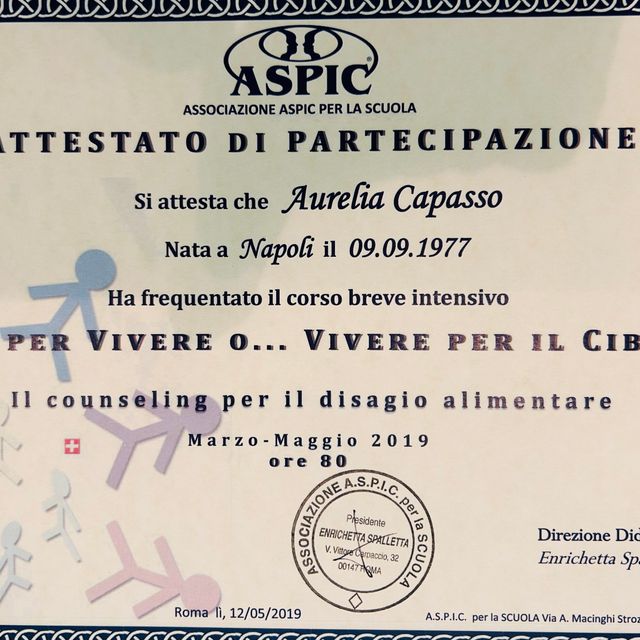 ASPIC
ASSOCIAZIONE ASPIC PER LA SCUOLA
ATTESTATO DI PARTECIPAZIONE
Si attesta che Aurelia Capasso
Nata a Napoli il 09.09.1977
Ha frequentato il corso breve intensivo
PER VIVERE O... VIVERE PER IL CIB
Il counseling per il disagio alimentare
Marzo-Maggio 2019
ore 80
ASSOCIAZIONE A.S.P.I.C. per la SCUOLA
Presidente
ENRICHETTA SPALLETTA
V. Vittore Carpaccio, 32
00147 ROMA
Direzione Did
Enrichetta Spa
Roma lì, 12/05/2019
A.S.P.I.C. per la SCUOLA Via A. Macinghi Stroz